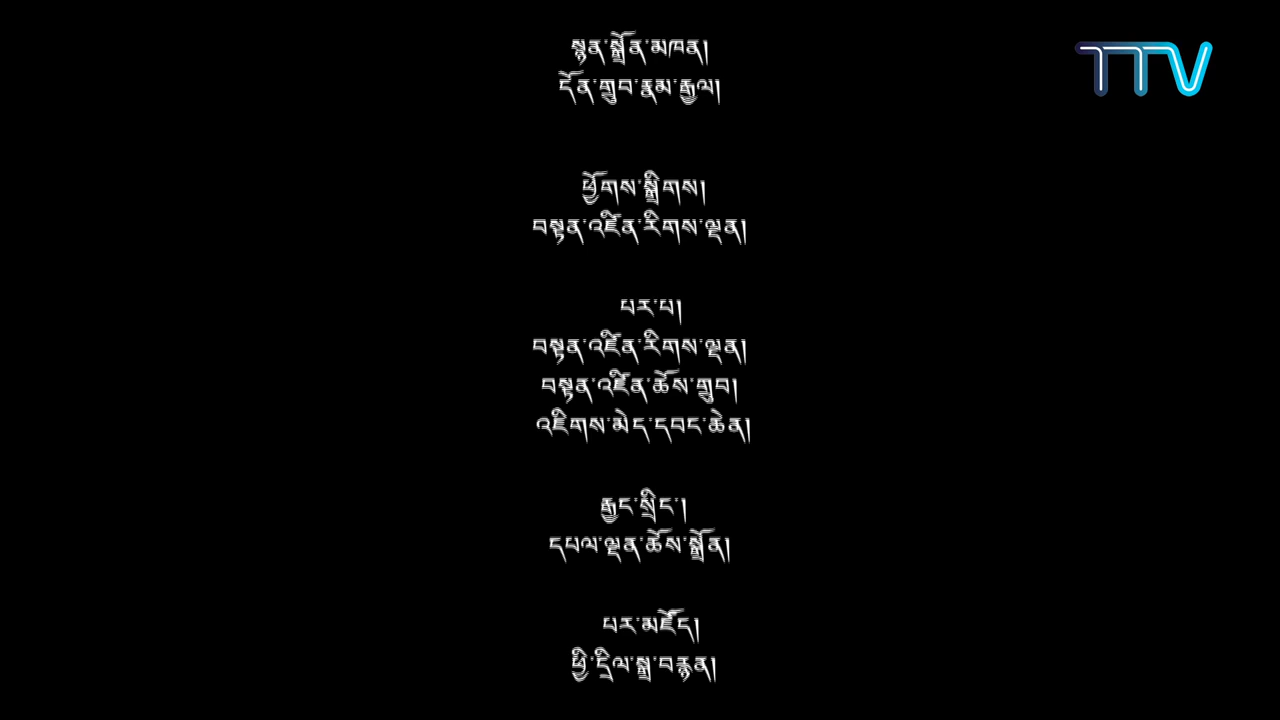 སྙན་སྒྲོན་མཁན།
དོན་གྲུབ་རྣམ་རྒྱལ།
TTV
ཕྱོགས་སྒྲིགས།
བསྟན་འཛིན་རིགས་ལྡན།
པར་པ།
བསྟན་འཛིན་རིགས་ལྡན།
བསྟན་འཛིན་ཆོས་གྲུབ།
འཇིགས་མེད་དབང་ཆེན།
རྒྱང་སྲིང་།
དཔལ་ལྡན་ཆོས་སྒྲོན།
པར་མཛོད།
ཕྱི་དྲིལ་སྒྲ་བརྙན།